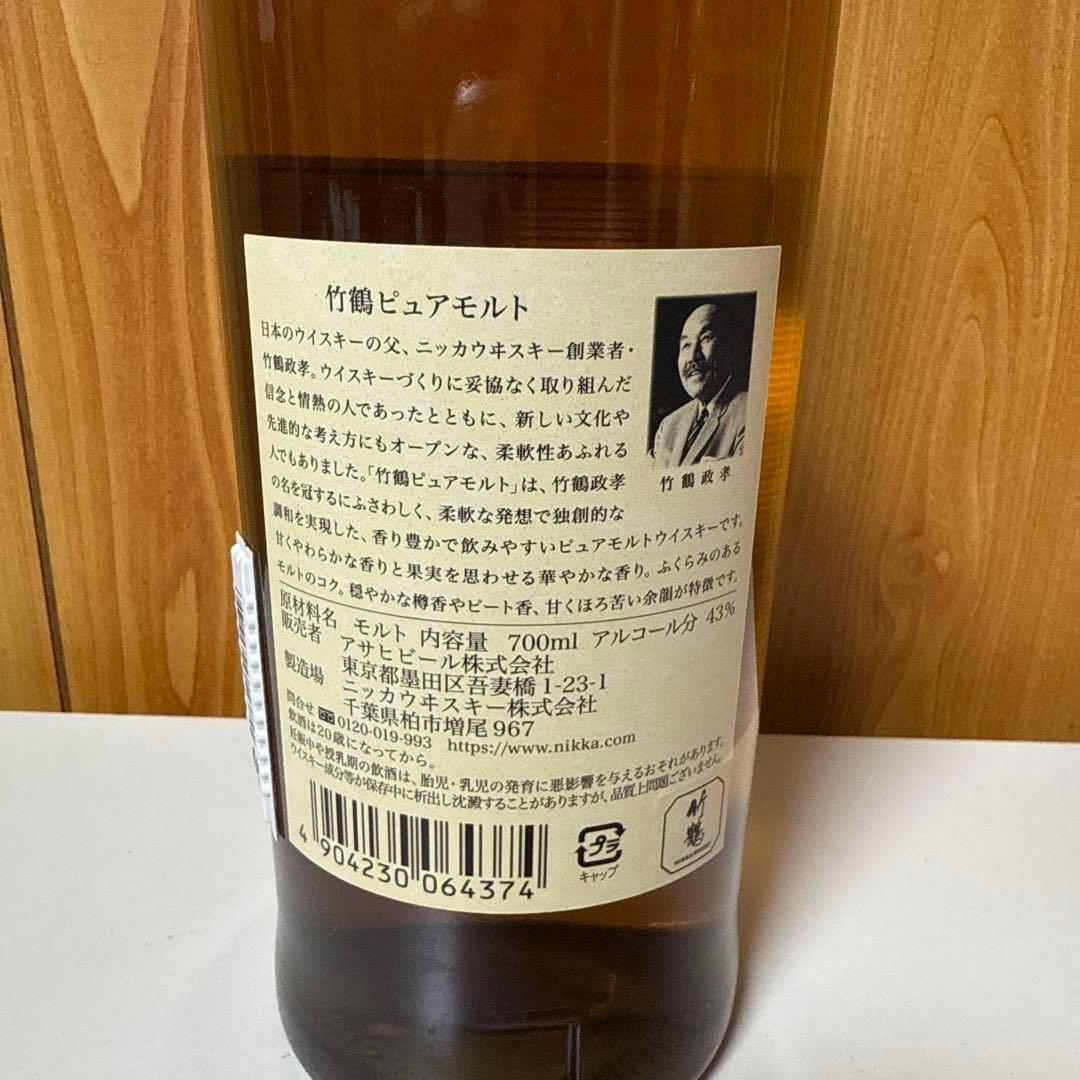 竹鶴ピュアモルト
日本のウイスキーの父、ニッカウヰスキー創業者・
竹鶴政孝。ウイスキーづくりに妥協なく取り組んだ
信念と情熱の人であったとともに、新しい文化や
先進的な考え方にもオープンな、柔軟性あふれる
人でもありました。「竹鶴ピュアモルト」は、竹鶴政孝
の名を冠するにふさわしく、柔軟な発想で独創的な
調和を実現した、香り豊かで飲みやすいピュアモルトウイスキーです。
甘くやわらかな香りと果実を思わせる華やかな香り。ふくらみのある
モルトのコク。穏やかな樽香やピート香、甘くほろ苦い余韻が特徴です。
竹鶴政孝
原材料名 モルト 内容量 700ml アルコール分 43%
販売者 アサヒビール株式会社
東京都墨田区吾妻橋1-23-1
製造場 ニッカウヰスキー株式会社
千葉県柏市増尾967
問合せ 0120-019-993 https://www.nikka.com
飲酒は20歳になってから。
妊娠中や授乳期の飲酒は、胎児・乳児の発育に悪影響を与えるおそれがあります。
ウイスキー成分等が保存中に析出し沈澱することがありますが、品質上問題ございません。
4 904230 064374
プラ
キャップ
竹鶴
NIKKA WHISKY